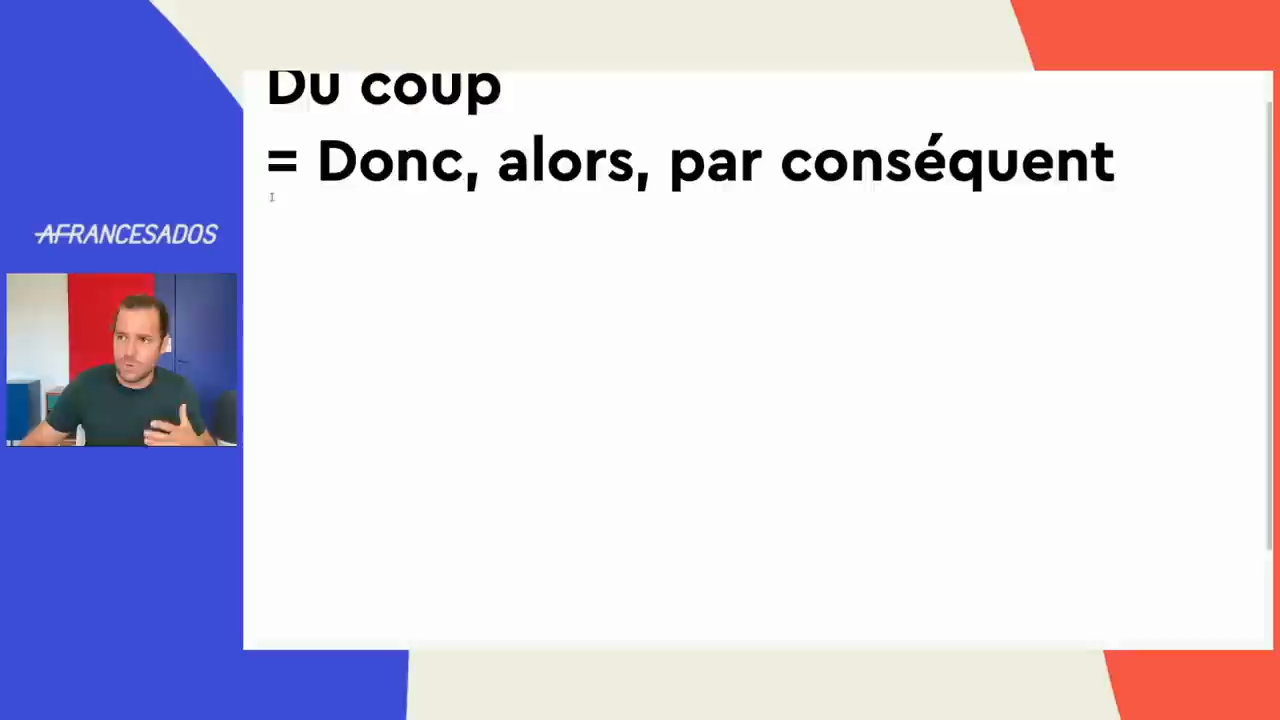 Du coup
= Donc, alors, par conséquent
AFRANCESADOS